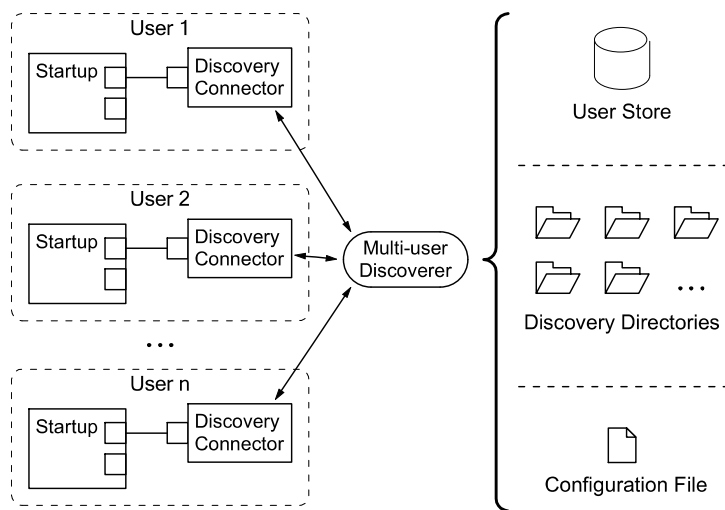 User 1
Startup
Discovery
Connector
User 2
Startup
Discovery
Connector
...
User n
Startup
Discovery
Connector
Multi-user
Discoverer
User Store
...
Discovery Directories
Configuration File